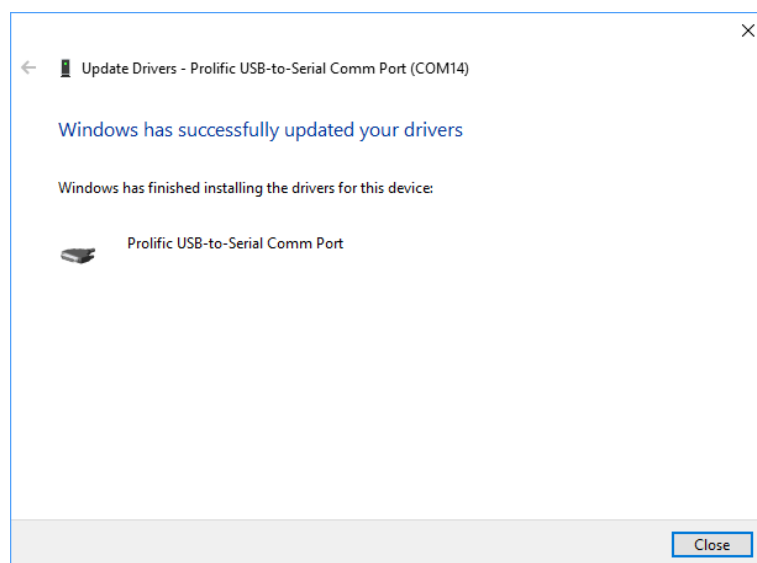 Update Drivers - Prolific USB-to-Serial Comm Port (COM14)
Windows has successfully updated your drivers
Windows has finished installing the drivers for this device:
Prolific USB-to-Serial Comm Port
Close